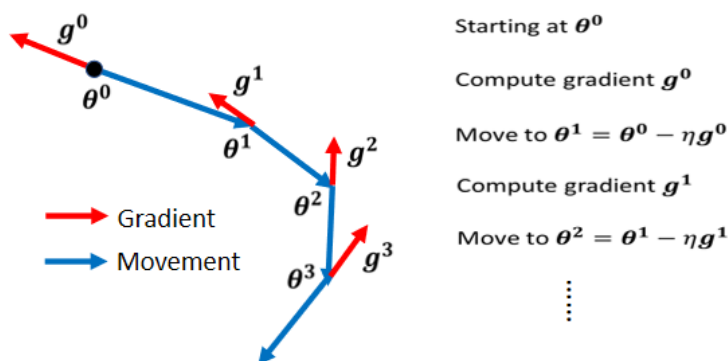 g⁰
θ⁰
g¹
θ¹
g²
θ²
g³
θ³
Gradient
Movement
Starting at θ⁰
Compute gradient g⁰
Move to θ¹ = θ⁰ − ηg⁰
Compute gradient g¹
Move to θ² = θ¹ − ηg¹
⋮